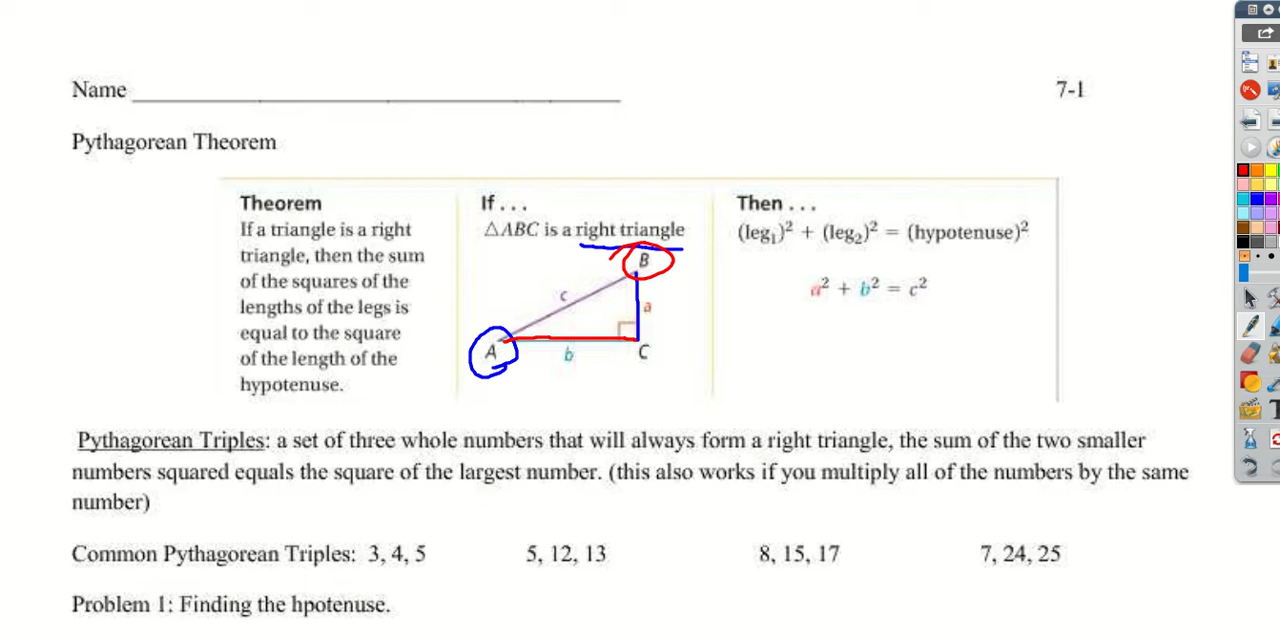 Name
7-1
Pythagorean Theorem
Theorem
If a triangle is a right
triangle, then the sum
of the squares of the
lengths of the legs is
equal to the square
of the length of the
hypotenuse.
If . . .
△ABC is a right triangle
B
c
a
A
b
C
Then . . .
(leg₁)² + (leg₂)² = (hypotenuse)²
a² + b² = c²
Pythagorean Triples: a set of three whole numbers that will always form a right triangle, the sum of the two smaller
numbers squared equals the square of the largest number. (this also works if you multiply all of the numbers by the same
number)
Common Pythagorean Triples: 3, 4, 5 5, 12, 13 8, 15, 17 7, 24, 25
Problem 1: Finding the hpotenuse.